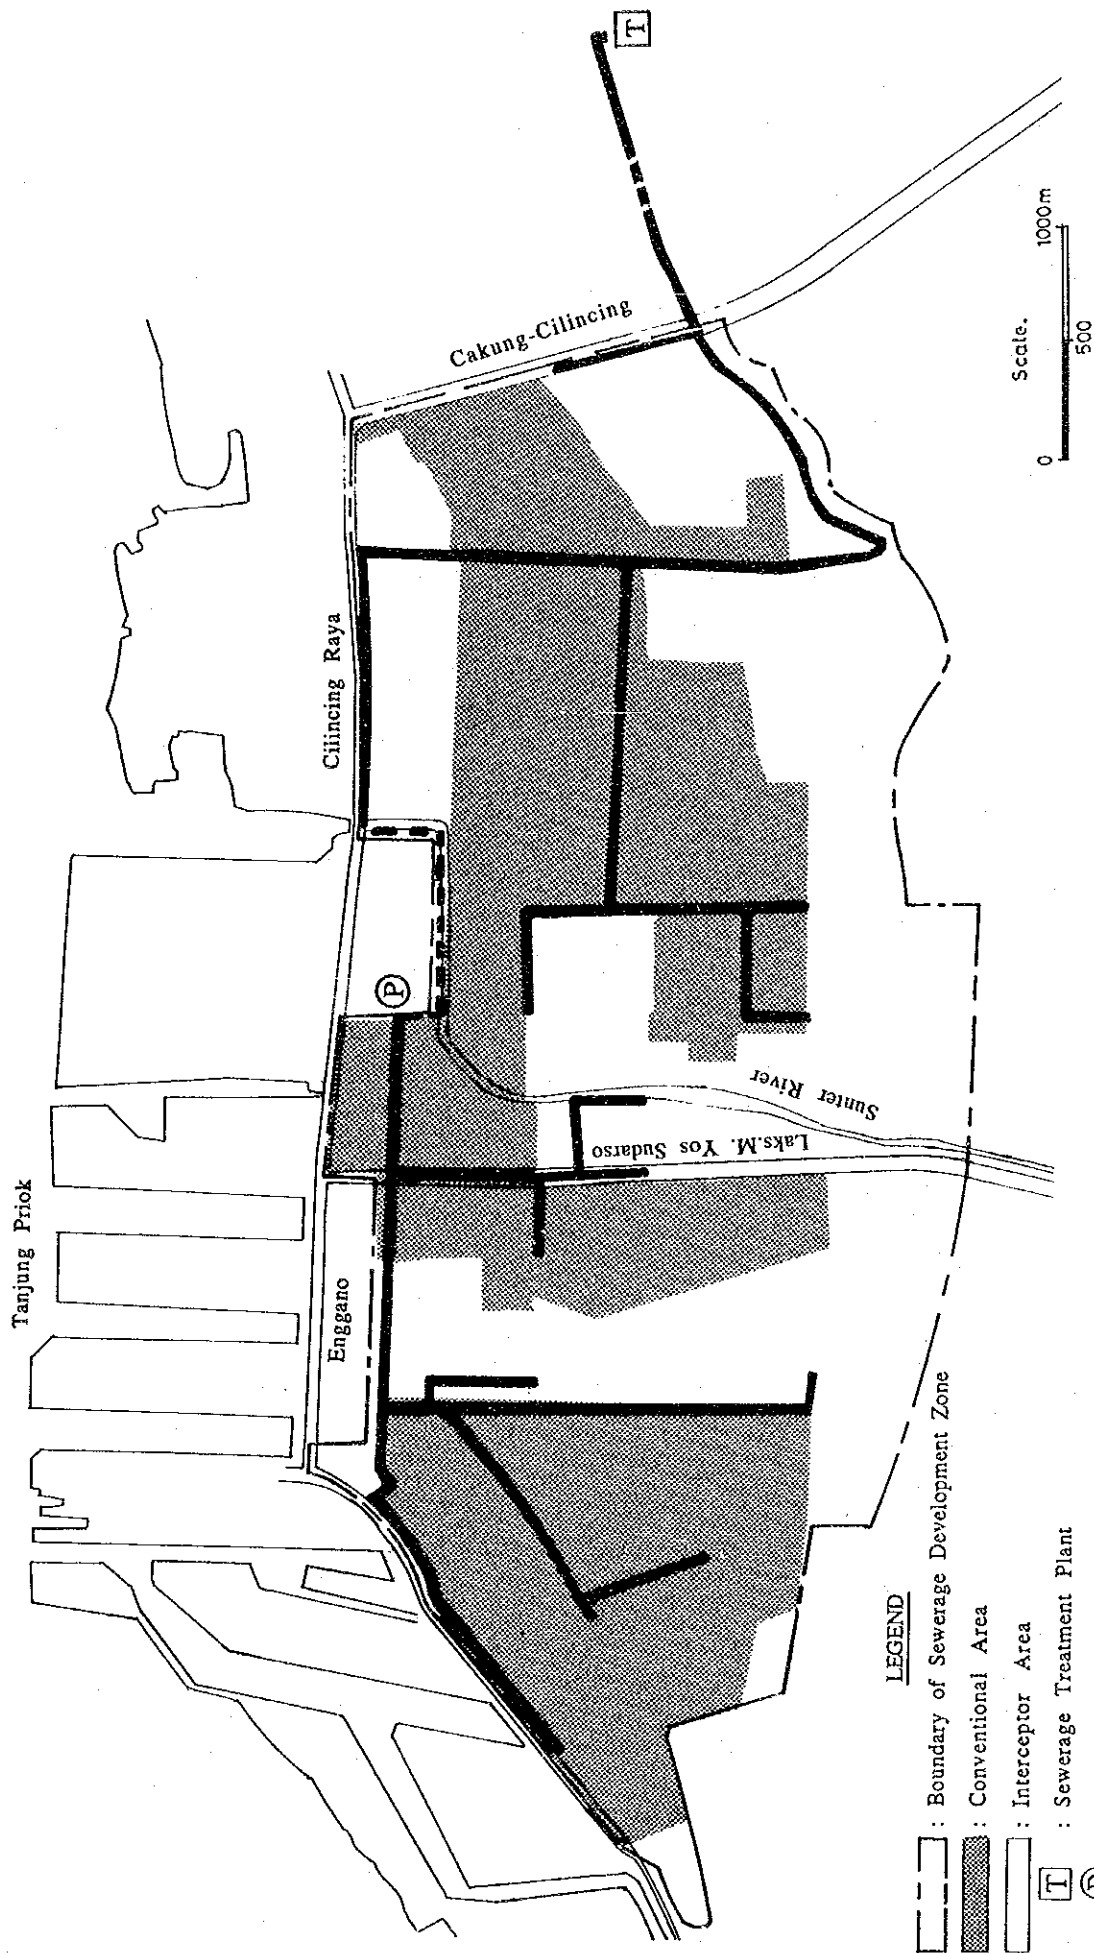 Tanjung Priok
Enggano
Cilincing Raya
Cakung-Cilincing
T
P
Laks.M. Yos Sudarso
Sunter River
Scale.
0
500
1000m
LEGEND
: Boundary of Sewerage Development Zone
: Conventional Area
: Interceptor Area
T : Sewerage Treatment Plant